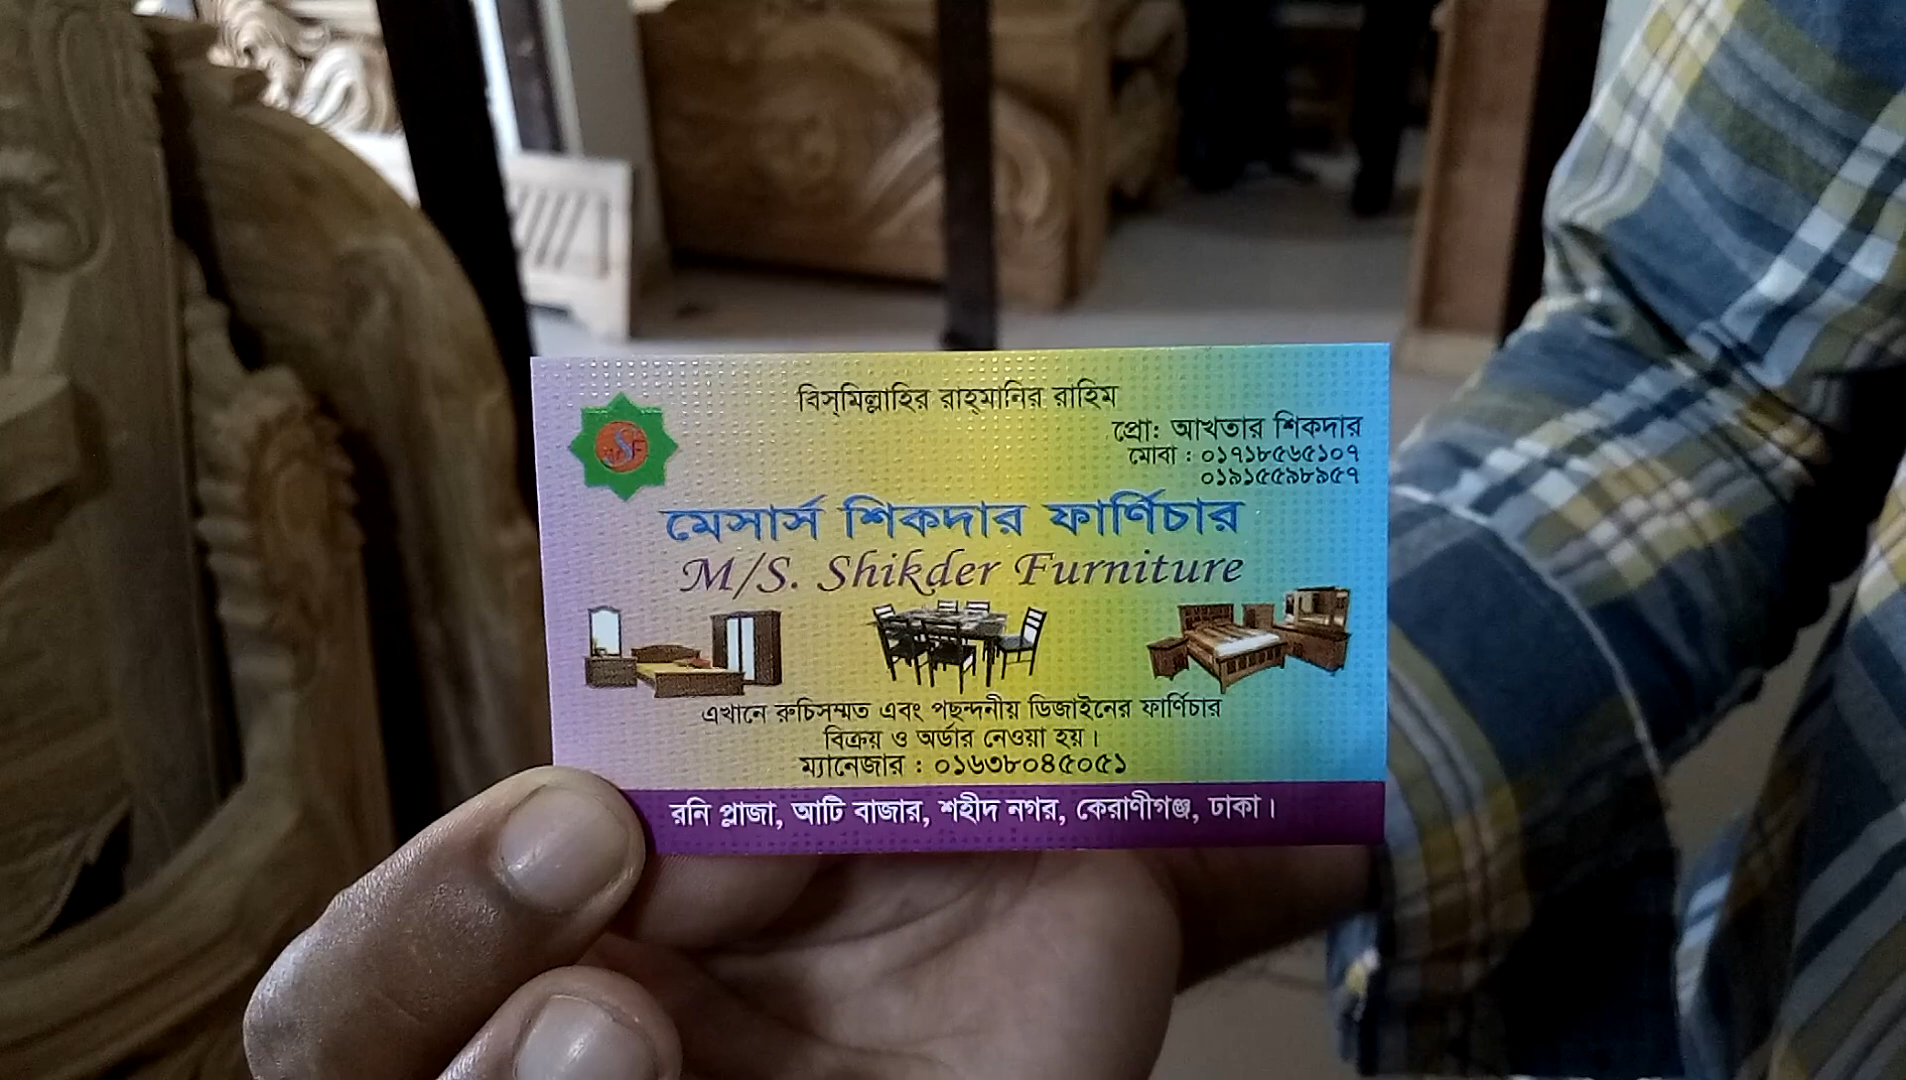 বিস্‌মিল্লাহির রাহ্‌মানির রাহিম
প্রো: আখতার শিকদার
মোবা : ০১৭১৮৫৬৫১০৭
০১৯১৫৫৯৮৯৫৭
মেসার্স শিকদার ফার্ণিচার
M/S. Shikder Furniture
এখানে রুচিসম্মত এবং পছন্দনীয় ডিজাইনের ফার্ণিচার
বিক্রয় ও অর্ডার নেওয়া হয়।
ম্যানেজার : ০১৬৩৮০৪৫০৫১
রনি প্লাজা, আটি বাজার, শহীদ নগর, কেরাণীগঞ্জ, ঢাকা।